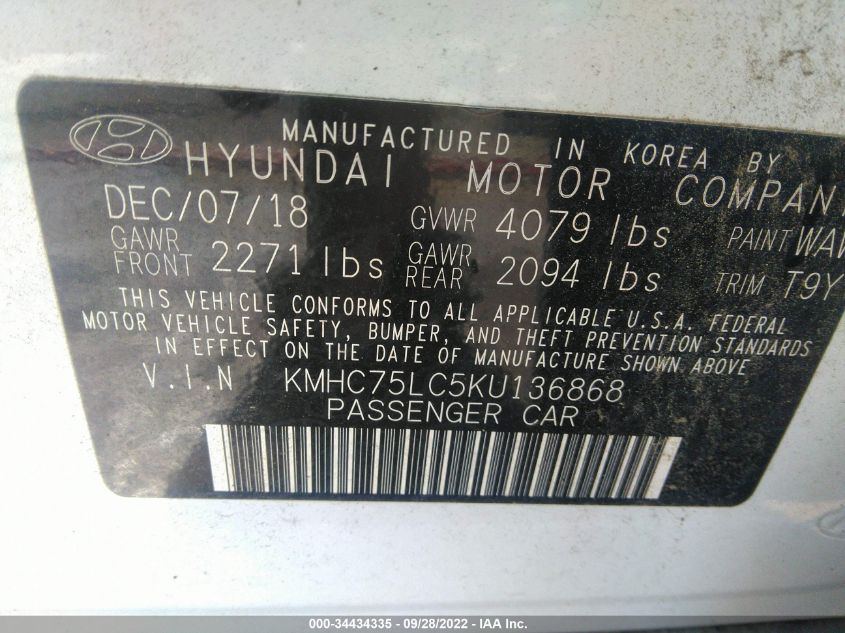 MANUFACTURED IN KOREA BY
HYUNDAI MOTOR COMPANY
DEC/07/18 GVWR 4079 lbs PAINT WAW
GAWR FRONT 2271 lbs GAWR REAR 2094 lbs TRIM T9Y
THIS VEHICLE CONFORMS TO ALL APPLICABLE U.S.A. FEDERAL
MOTOR VEHICLE SAFETY, BUMPER, AND THEFT PREVENTION STANDARDS
IN EFFECT ON THE DATE OF MANUFACTURE SHOWN ABOVE
V.I.N KMHC75LC5KU136868
PASSENGER CAR
000-34434335 - 09/28/2022 - IAA Inc.